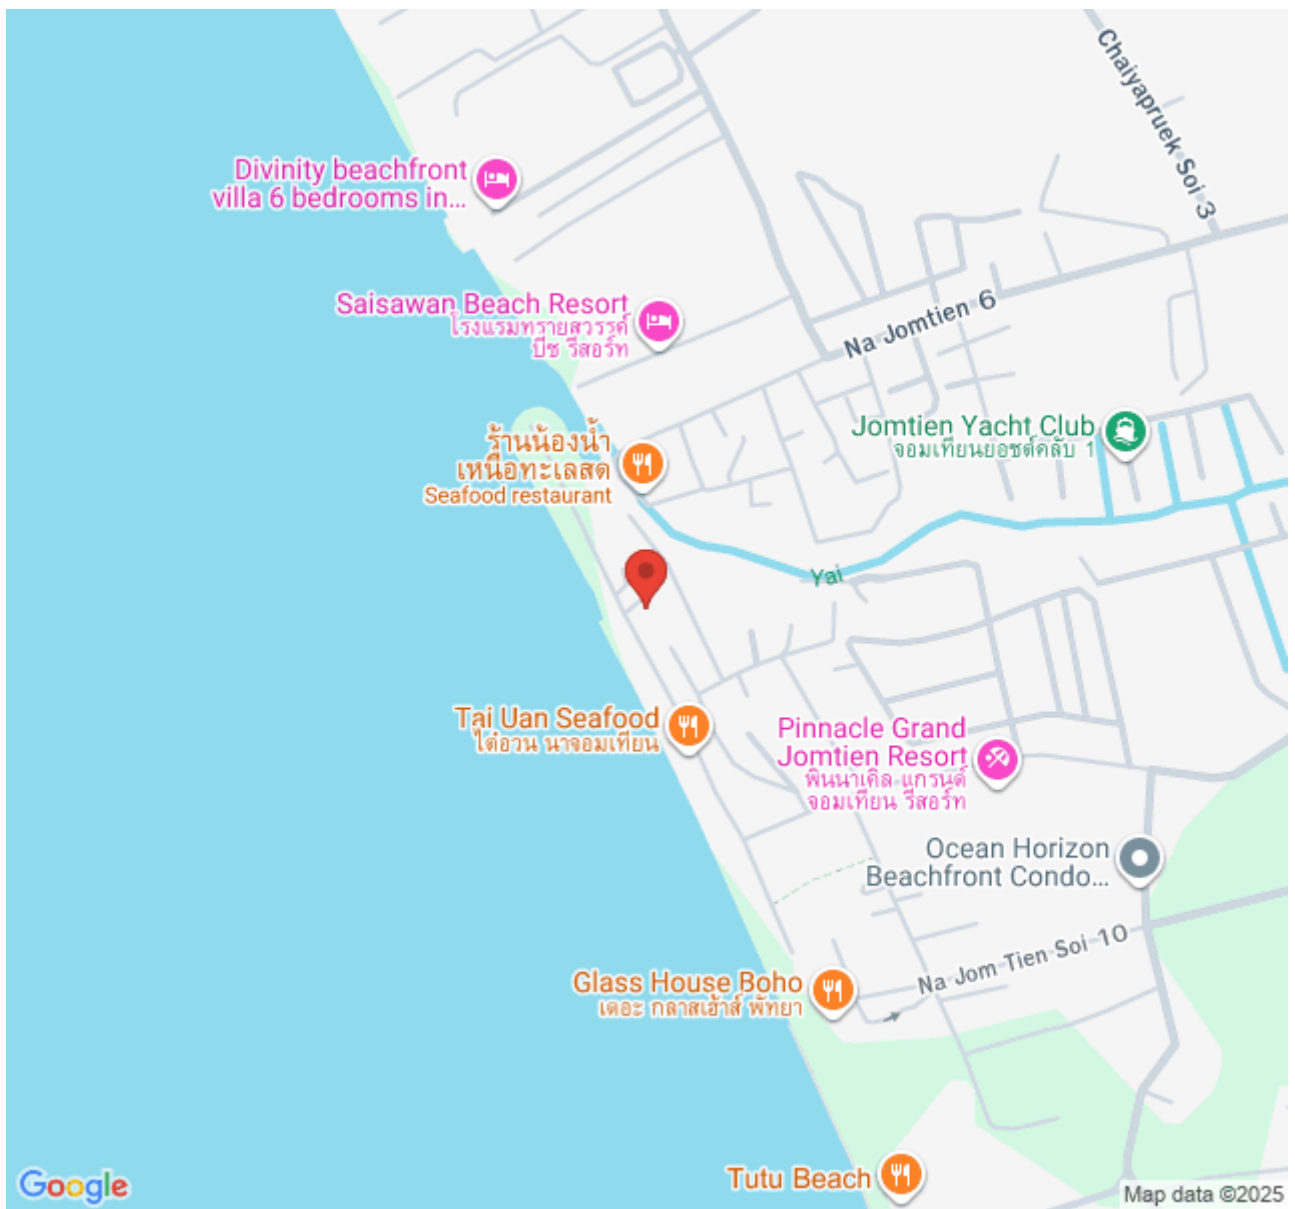 Chaiyapruek Soi 3
Divinity beachfront
villa 6 bedrooms in...
Saisawan Beach Resort
โรงแรมทรายสวรรค์
บีช รีสอร์ท
Na Jomtien 6
Jomtien Yacht Club
จอมเทียนยอชต์คลับ 1
ร้านน้องน้ำ
เหนือทะเลสด
Seafood restaurant
Yai
Tai Uan Seafood
ไต๋อวน นาจอมเทียน
Pinnacle Grand
Jomtien Resort
พินนาเคิล แกรนด์
จอมเทียน รีสอร์ท
Ocean Horizon
Beachfront Condo...
Na Jom Tien Soi 10
Glass House Boho
เดอะ กลาสเฮ้าส์ พัทยา
Tutu Beach
Google
Map data ©2025